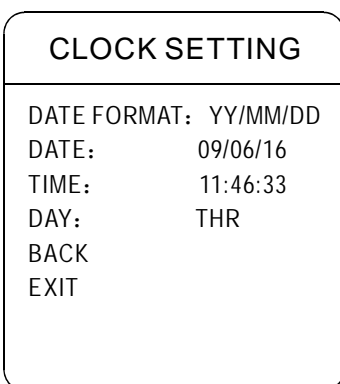 CLOCK SETTING
DATE FORMAT： YY/MM/DD
DATE： 09/06/16
TIME： 11:46:33
DAY： THR
BACK
EXIT